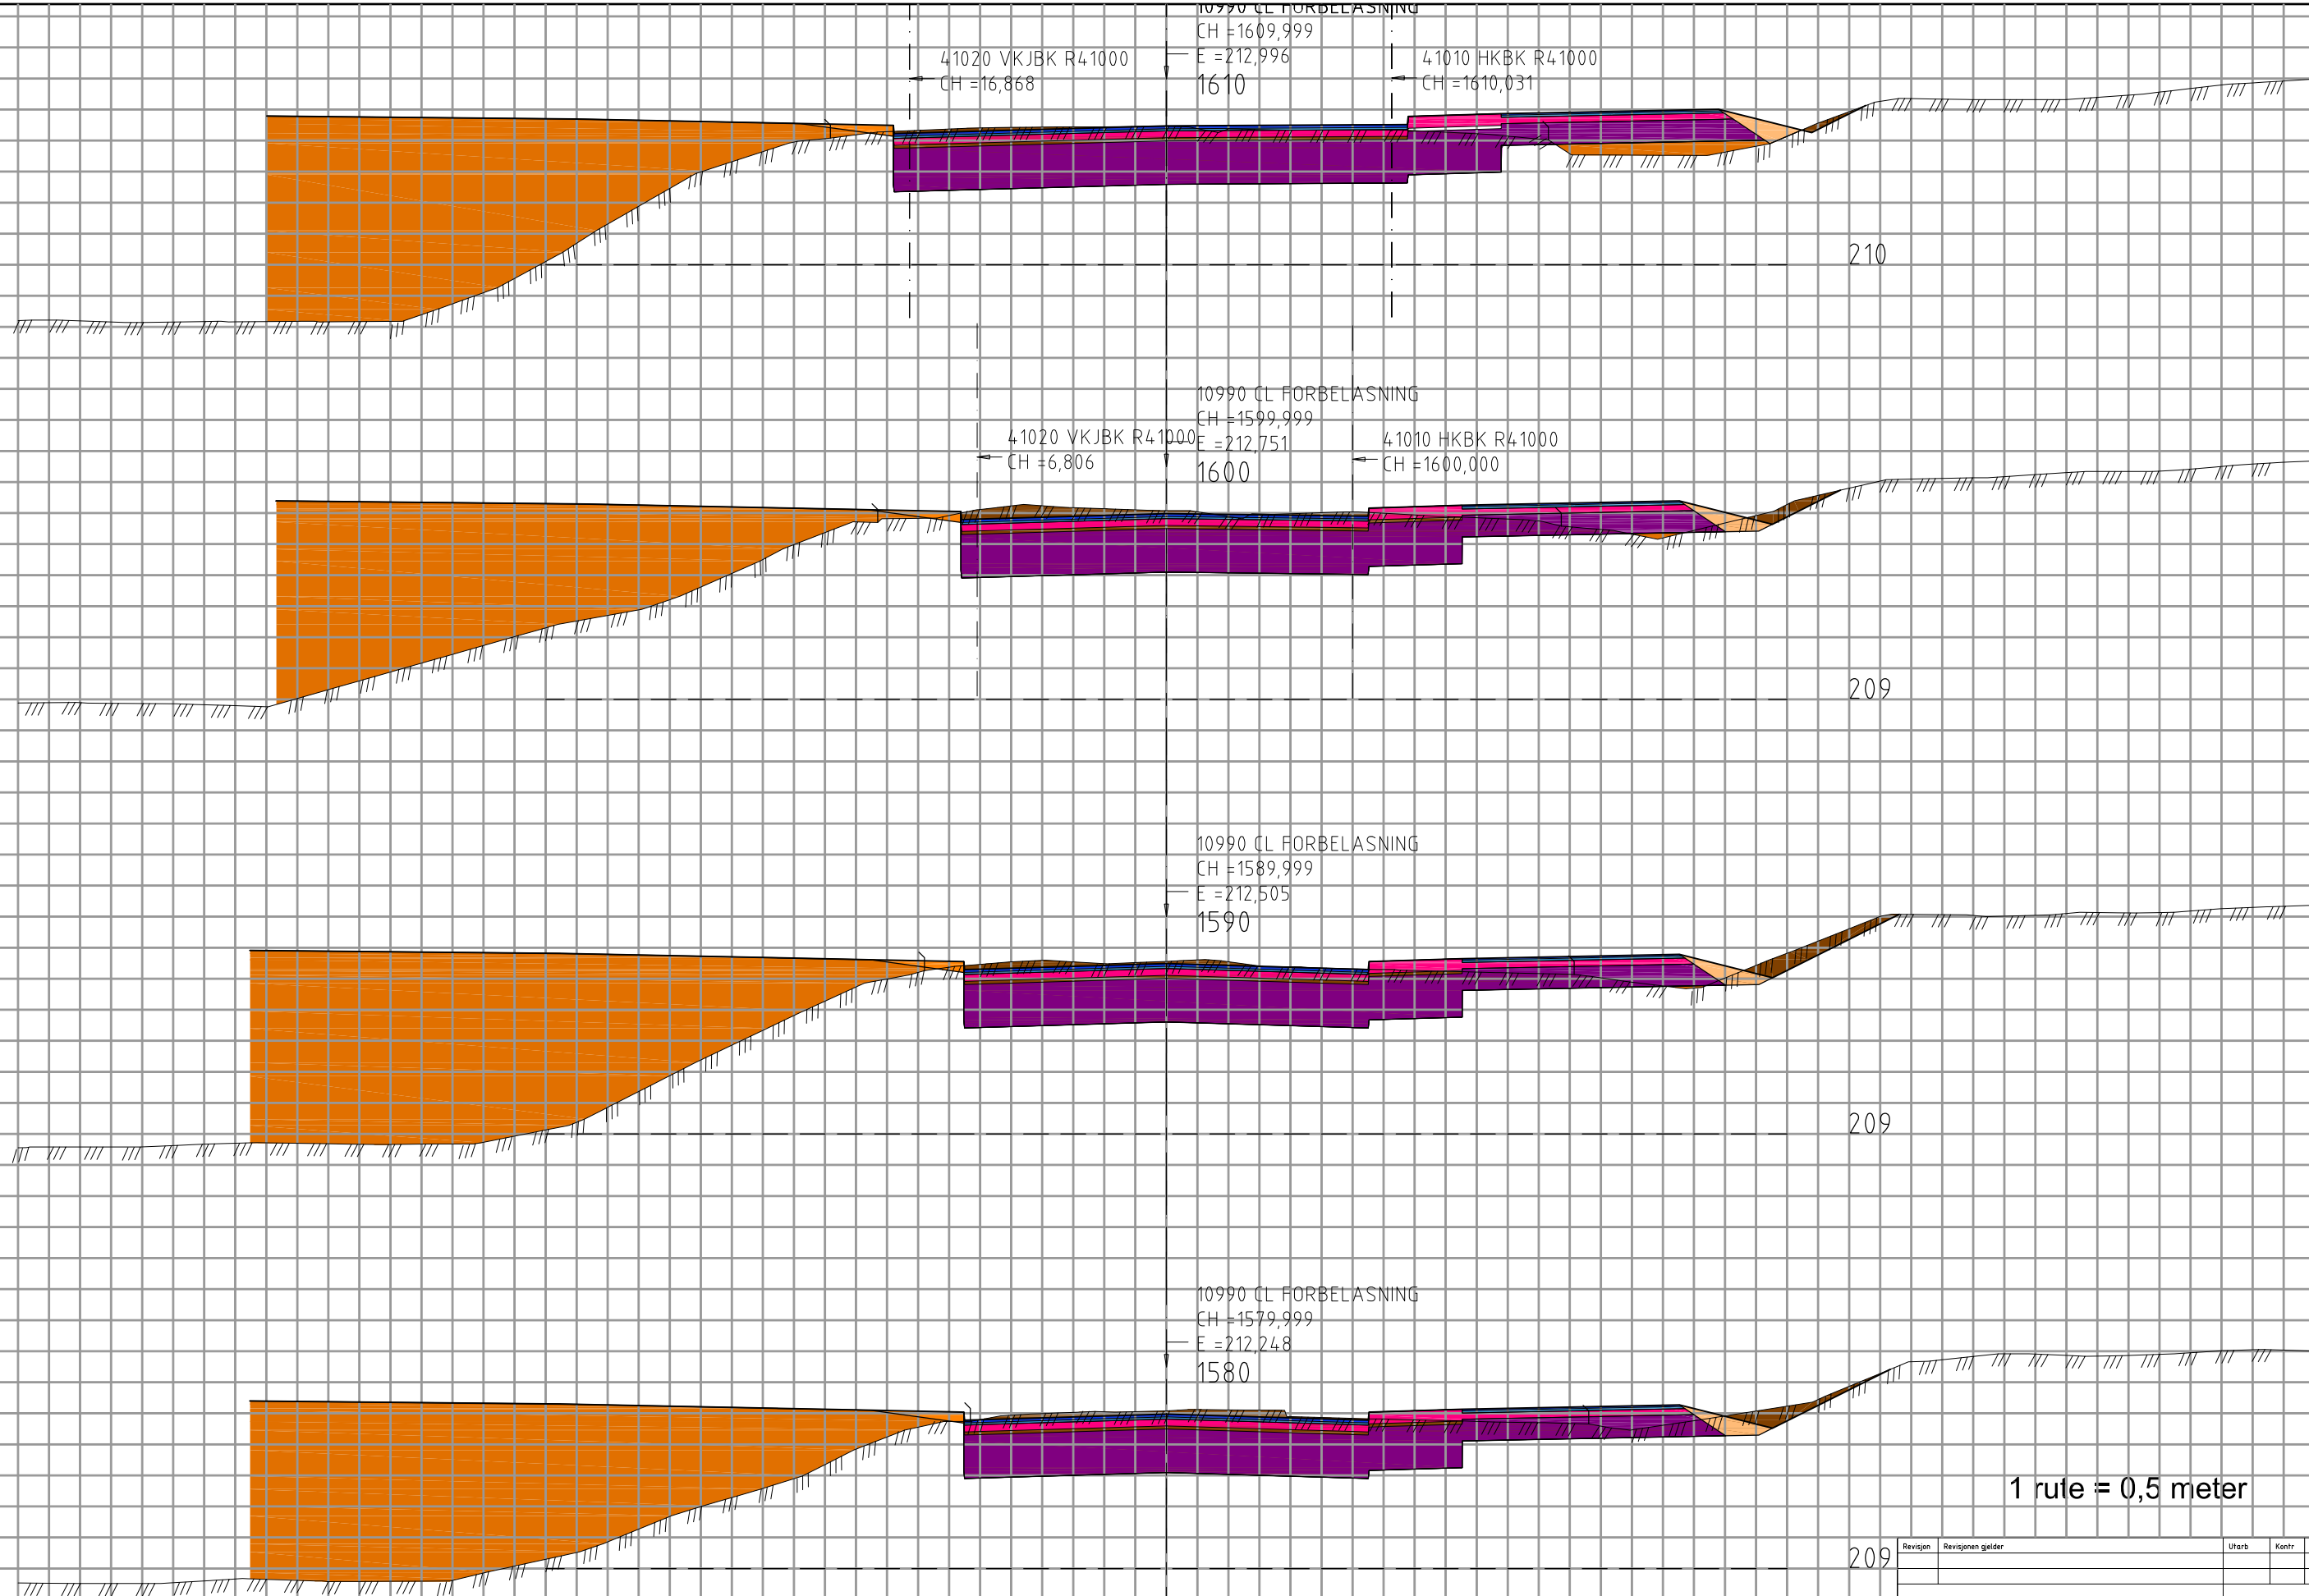 10990 CL FORBELASNING
CH =1609,999
E =212,996
1610
41020 VKJBK R41000
CH =16,868
41010 HKBK R41000
CH =1610,031
210
10990 CL FORBELASNING
CH =1599,999
E =212,751
1600
41020 VKJBK R41000
CH =6,806
41010 HKBK R41000
CH =1600,000
209
10990 CL FORBELASNING
CH =1589,999
E =212,505
1590
209
10990 CL FORBELASNING
CH =1579,999
E =212,248
1580
1 rute = 0,5 meter
209
Revisjon Revisjonen gjelder Utarb Kontr